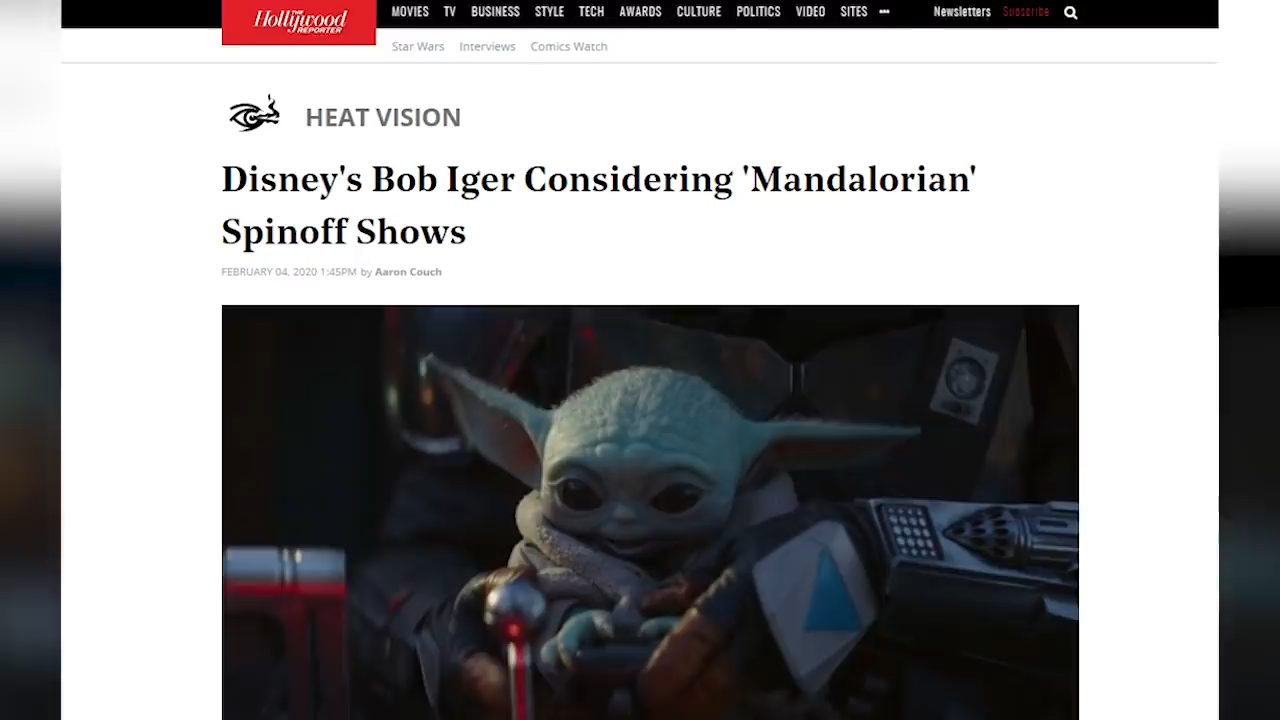 THE
Hollywood
REPORTER
MOVIES TV BUSINESS STYLE TECH AWARDS CULTURE POLITICS VIDEO SITES ••• Newsletters Subscribe
Star Wars Interviews Comics Watch
HEAT VISION
Disney's Bob Iger Considering 'Mandalorian'
Spinoff Shows
FEBRUARY 04, 2020 1:45PM by Aaron Couch